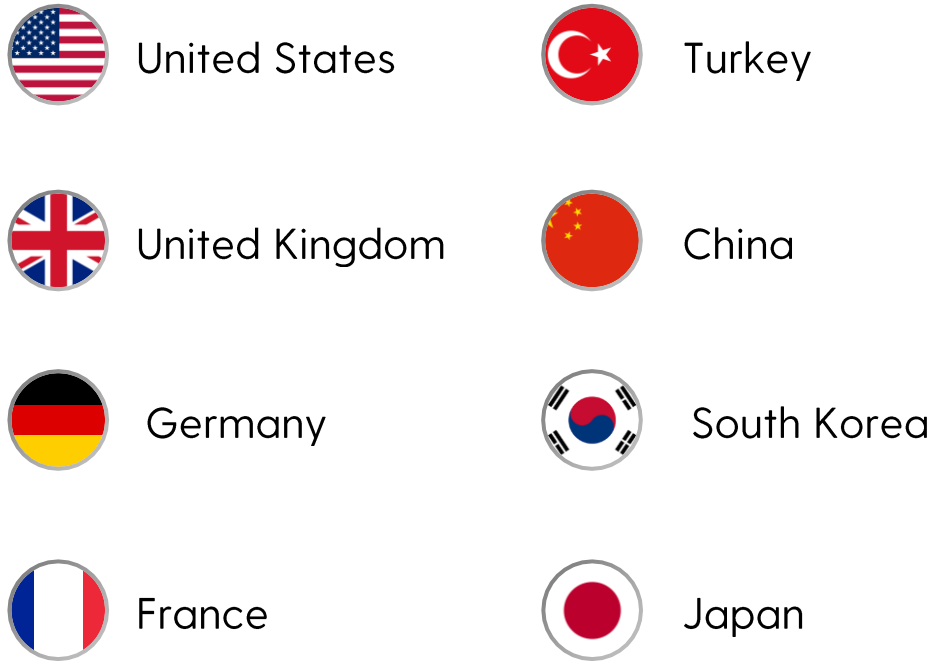 United States
Turkey
United Kingdom
China
Germany
South Korea
France
Japan